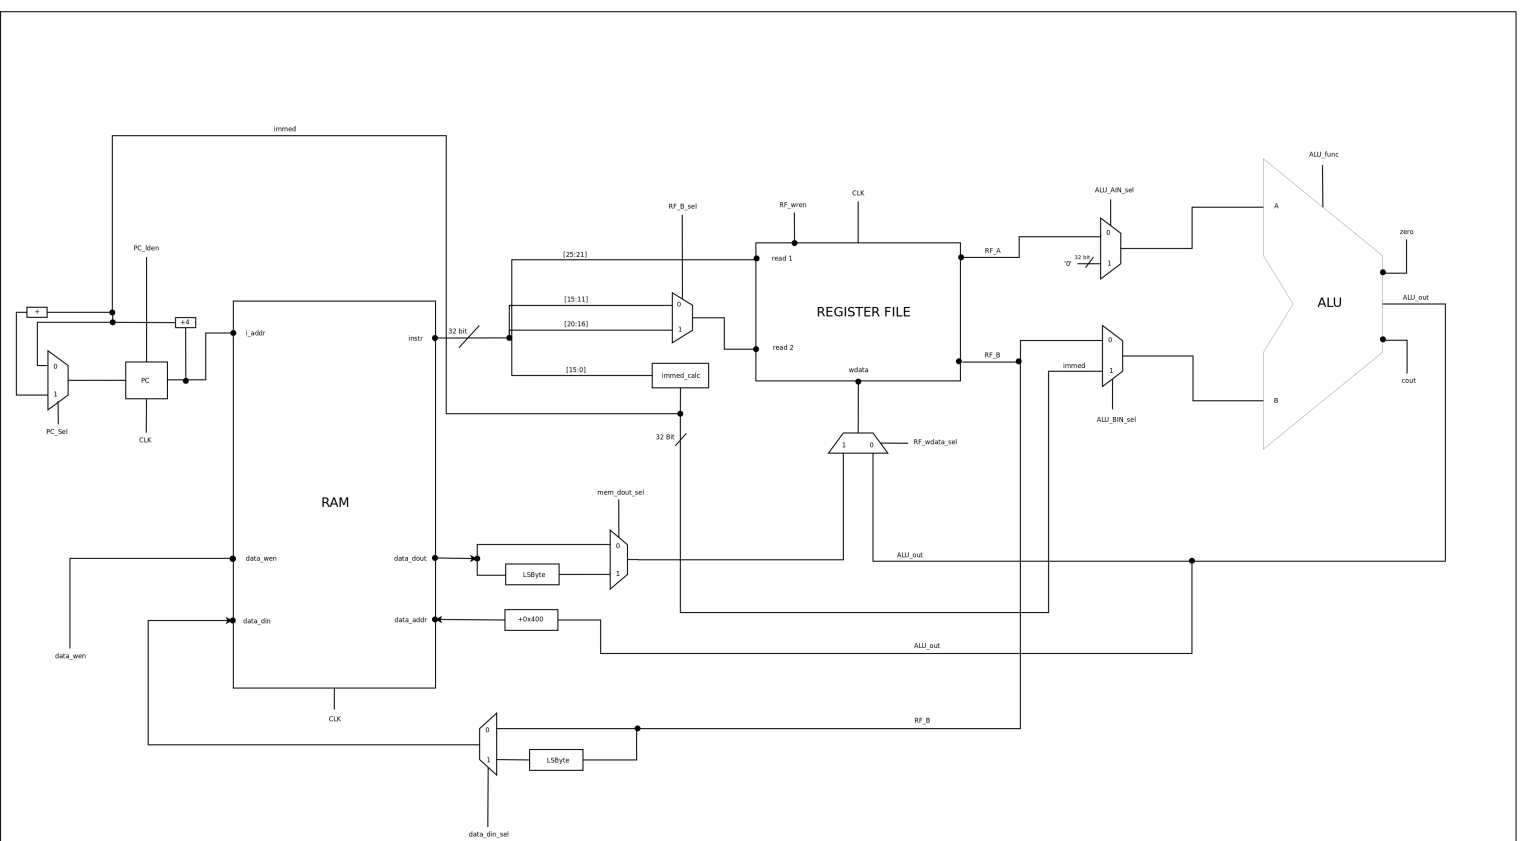 immed
ALU_func
ALU_AIN_sel
CLK
RF_B_sel
RF_wren
zero
A
PC_lden
[25:21]
read 1
RF_A
0
32 bit
'0'
1
[15:11]
0
REGISTER FILE
ALU
ALU_out
+
+4
i_addr
instr
32 bit
[20:16]
1
read 2
RF_B
0
immed
1
cout
0
PC
1
[15:0]
immed_calc
wdata
B
PC_Sel
CLK
ALU_BIN_sel
32 Bit
1
0
RF_wdata_sel
RAM
mem_dout_sel
data_wen
data_dout
0
LSByte
1
ALU_out
data_din
data_addr
+0x400
ALU_out
data_wen
CLK
0
RF_B
1
LSByte
data_din_sel